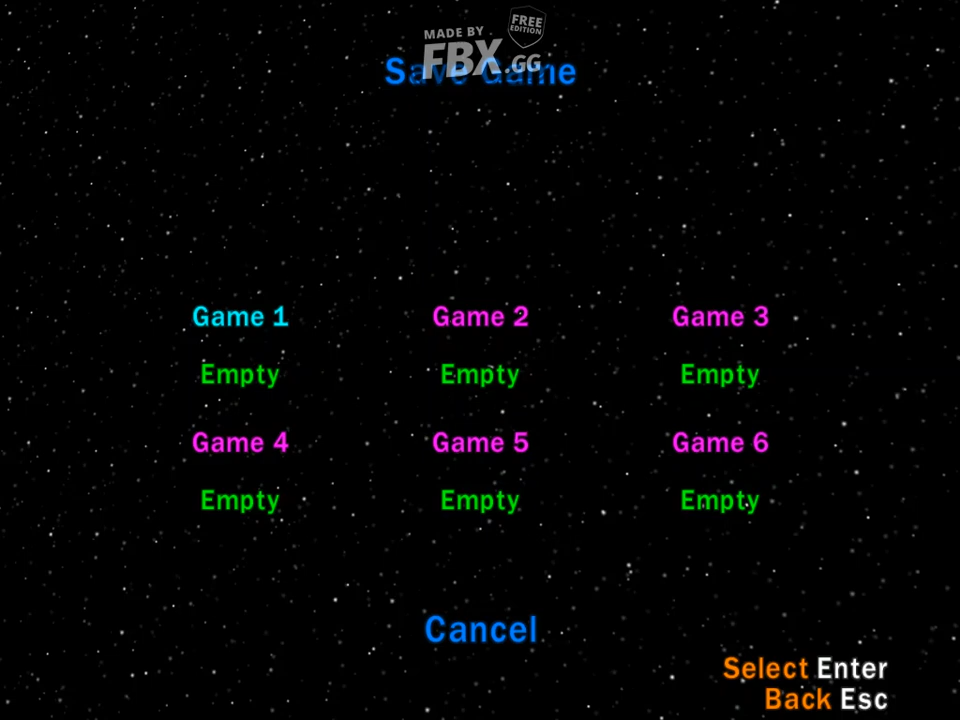 MADE BY
FREE
EDITION
FBX.GG
Save Game
Game 1 Game 2 Game 3
Empty Empty Empty
Game 4 Game 5 Game 6
Empty Empty Empty
Cancel
Select Enter
Back Esc